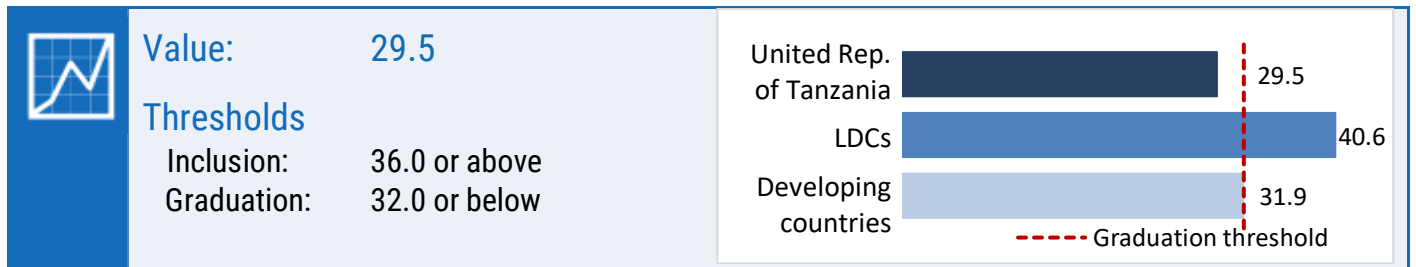 Value: 29.5
Thresholds
Inclusion: 36.0 or above
Graduation: 32.0 or below
United Rep.
of Tanzania
29.5
LDCs
40.6
Developing
countries
31.9
Graduation threshold